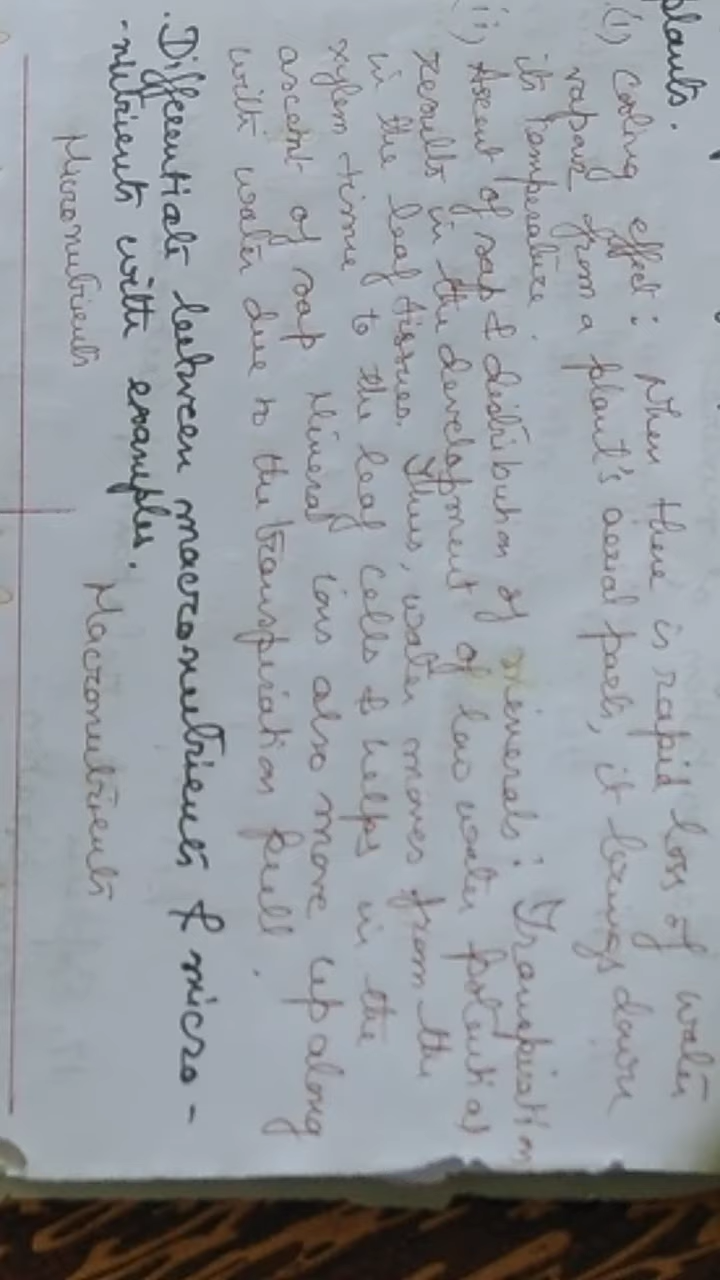 plants.
(i) Cooling effect: When there is rapid loss of water
vapour from a plant's aerial parts, it brings down
its temperature.
(ii) Ascent of sap & distribution of minerals: Transpiration
results in the development of low water potential
in the leaf tissues. Thus, water moves from the
xylem tissue to the leaf cells & helps in the
ascent of sap Mineral ions also move up along
with water due to the transpiration pull.
. Differentiate between macronutrients & micro-
-nutrients with examples.
Micronutrients Macronutrients